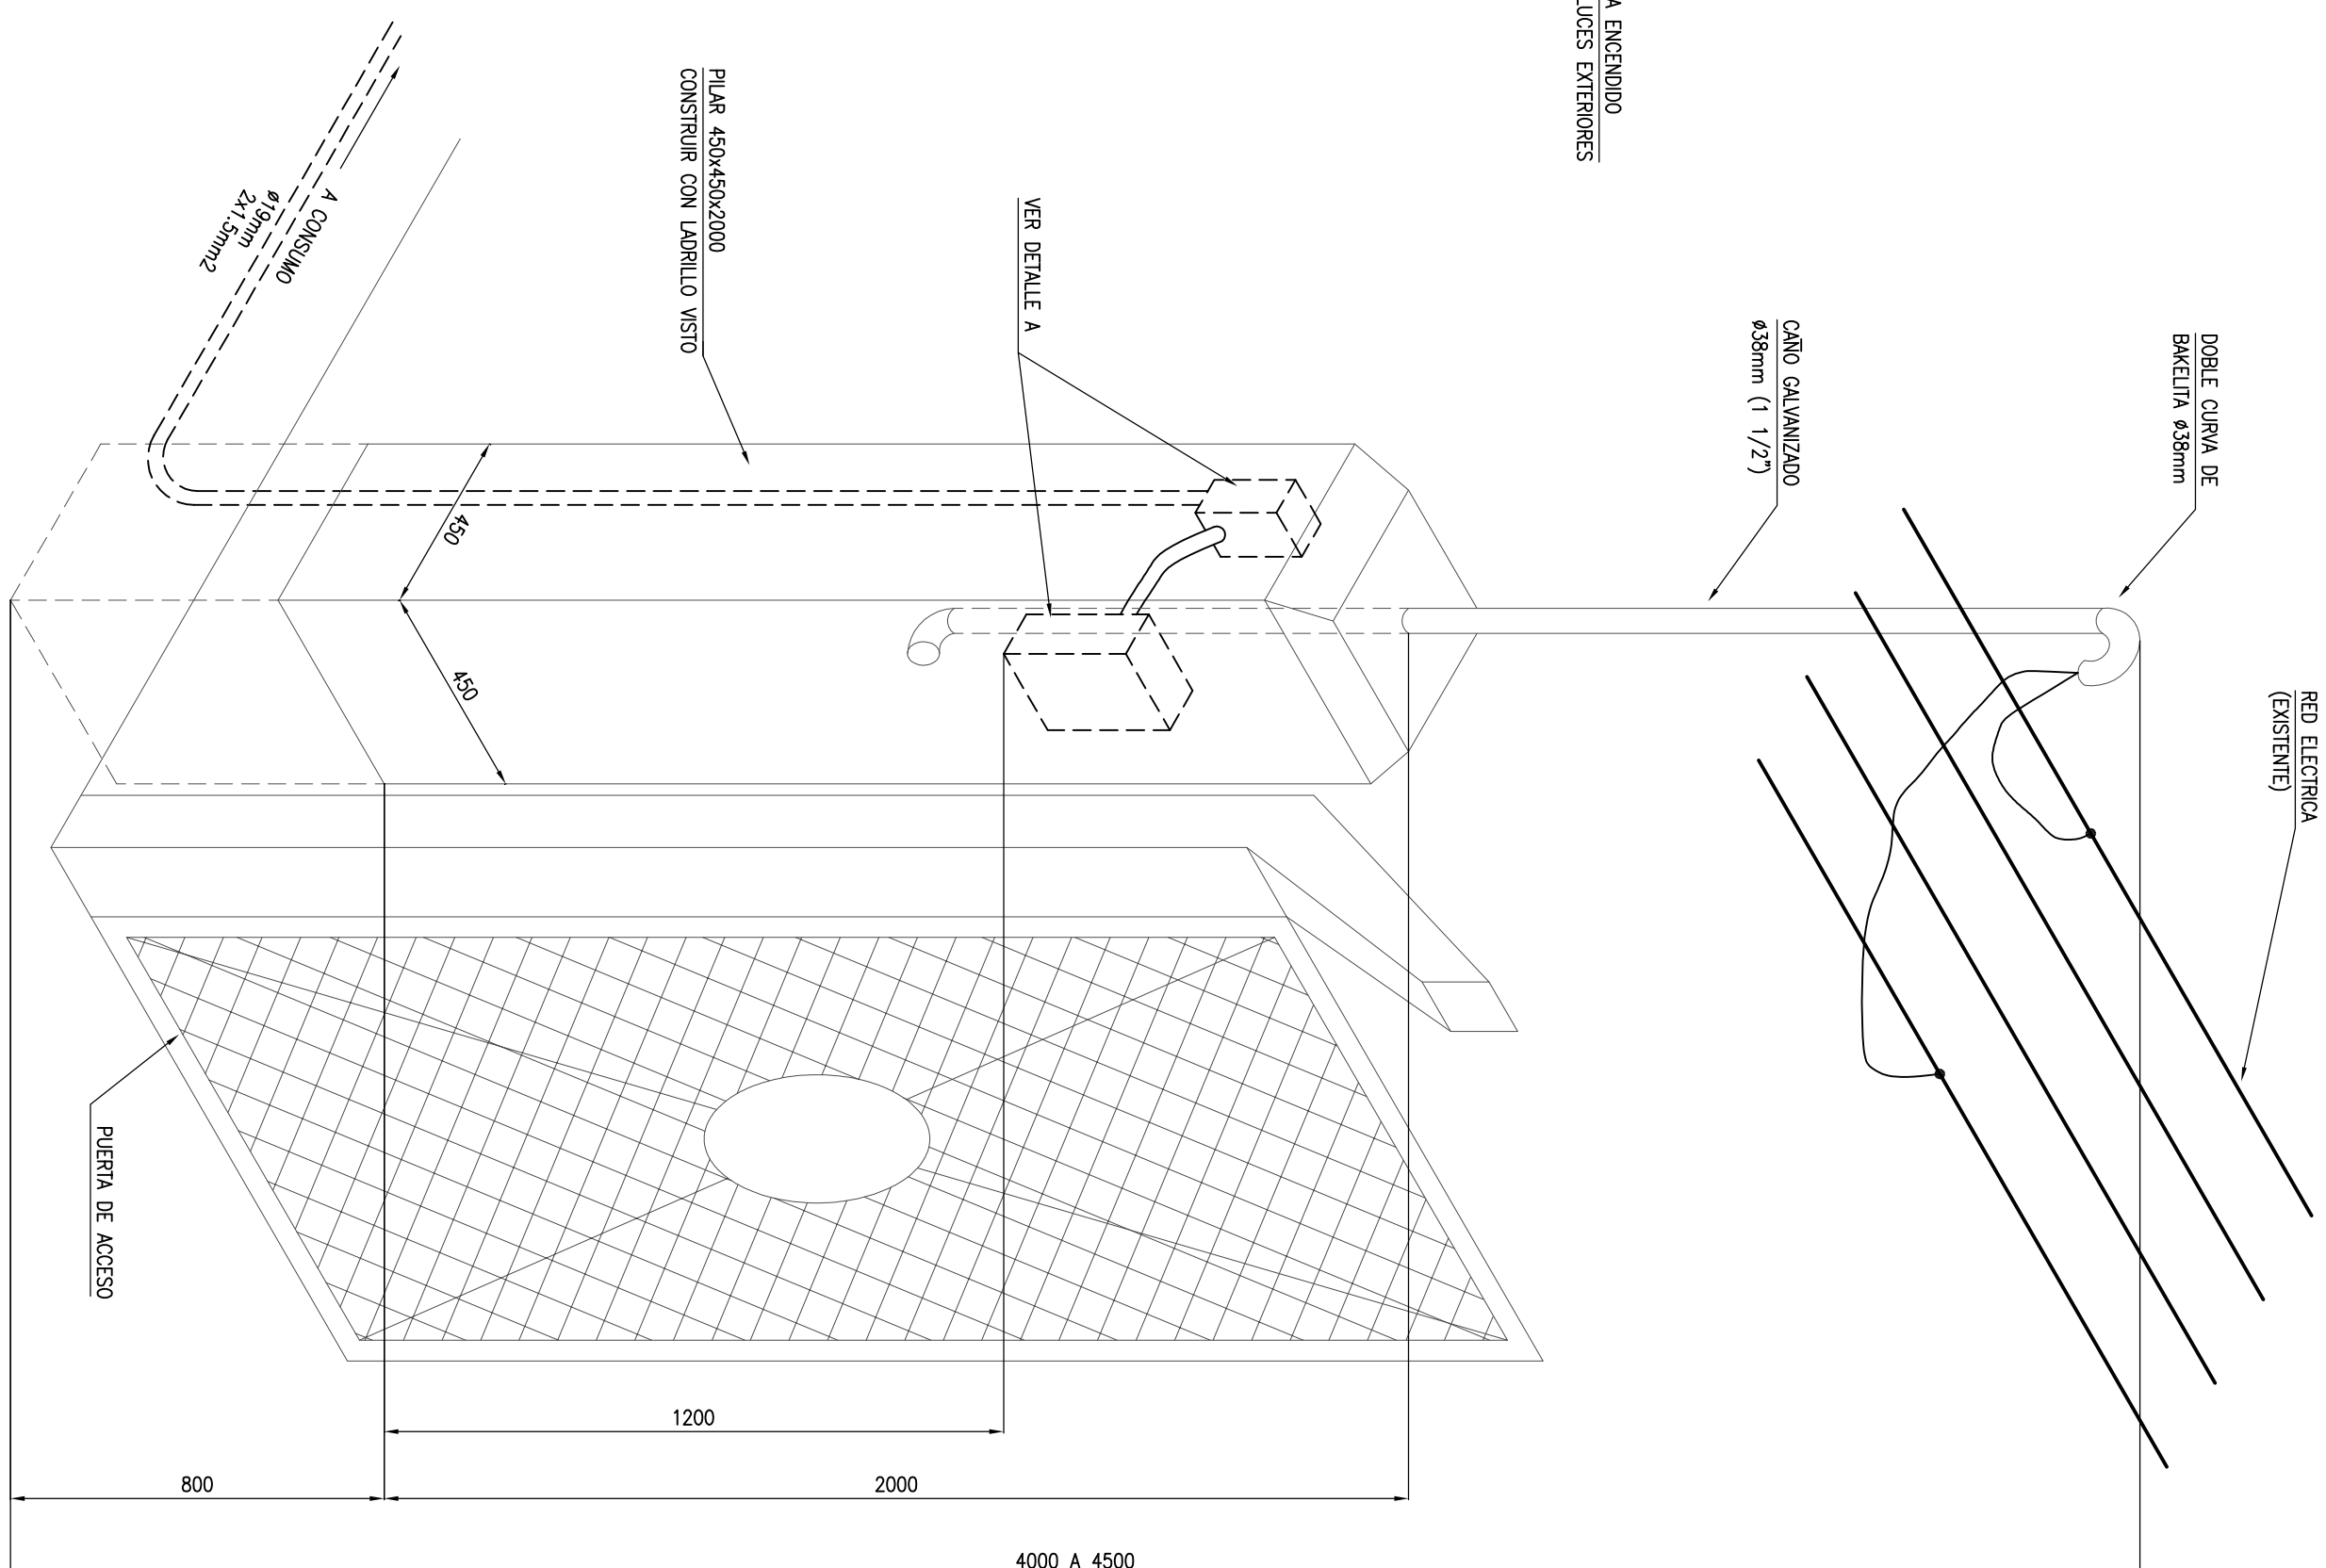 A ENCENDIDO
LUCES EXTERIORES
RED ELECTRICA
(EXISTENTE)
DOBLE CURVA DE
BAKELITA ø38mm
CAÑO GALVANIZADO
ø38mm (1 1/2")
VER DETALLE A
PILAR 450x450x2000
CONSTRUIR CON LADRILLO VISTO
A CONSUMO
ø19mm
2x1.5mm2
450
450
PUERTA DE ACCESO
1200
800
2000
4000 A 4500